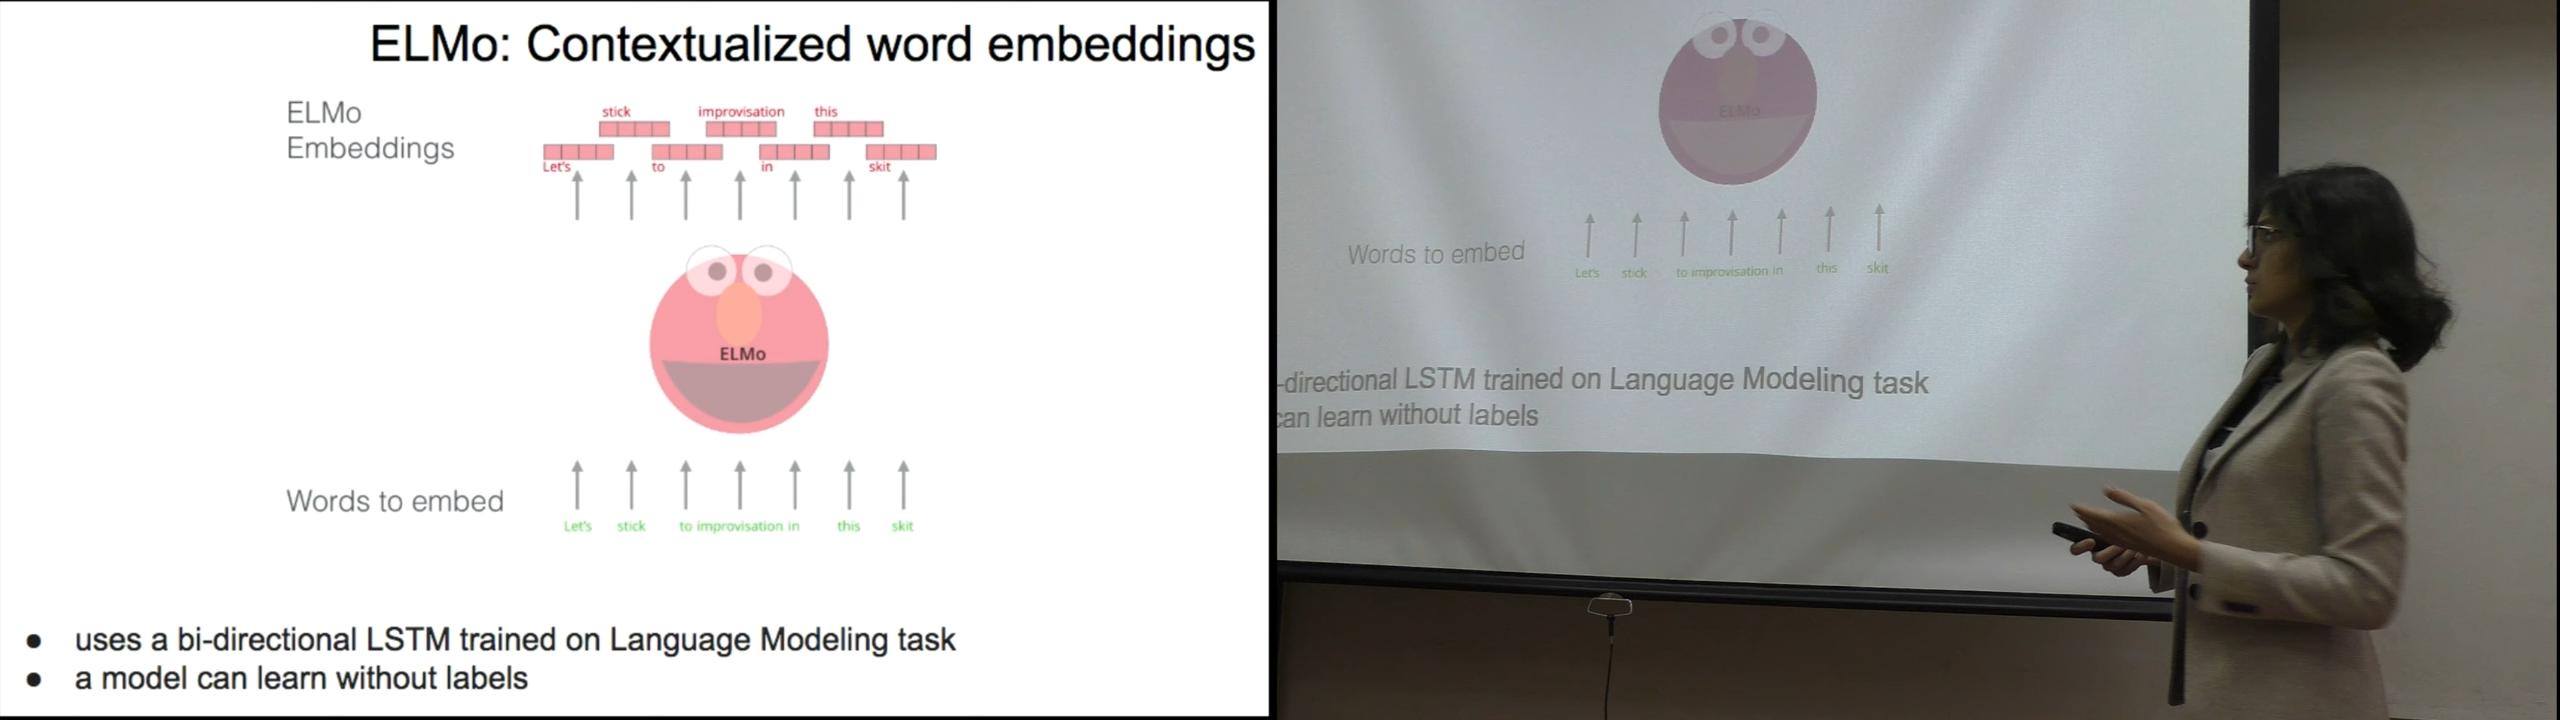 ELMo: Contextualized word embeddings
ELMo
Embeddings
stick improvisation this
Let's to in skit
ELMo
Words to embed
Let's stick to improvisation in this skit
● uses a bi-directional LSTM trained on Language Modeling task
● a model can learn without labels
ELMo
Words to embed
Let's stick to improvisation in this skit
-directional LSTM trained on Language Modeling task
can learn without labels